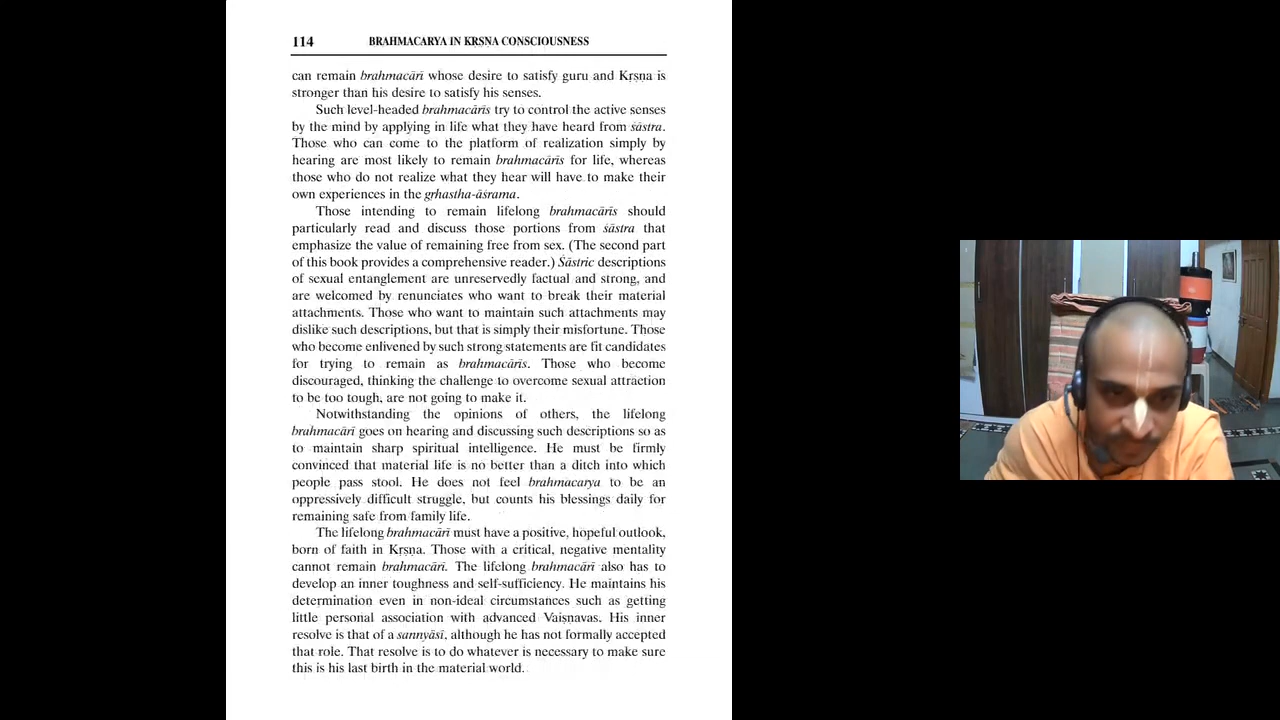 114 BRAHMACARYA IN KṚṢṆA CONSCIOUSNESS
can remain brahmacārī whose desire to satisfy guru and Kṛṣṇa is
stronger than his desire to satisfy his senses.
Such level-headed brahmacārīs try to control the active senses
by the mind by applying in life what they have heard from śāstra.
Those who can come to the platform of realization simply by
hearing are most likely to remain brahmacārīs for life, whereas
those who do not realize what they hear will have to make their
own experiences in the gṛhastha-āśrama.
Those intending to remain lifelong brahmacārīs should
particularly read and discuss those portions from śāstra that
emphasize the value of remaining free from sex. (The second part
of this book provides a comprehensive reader.) Śāstric descriptions
of sexual entanglement are unreservedly factual and strong, and
are welcomed by renunciates who want to break their material
attachments. Those who want to maintain such attachments may
dislike such descriptions, but that is simply their misfortune. Those
who become enlivened by such strong statements are fit candidates
for trying to remain as brahmacārīs. Those who become
discouraged, thinking the challenge to overcome sexual attraction
to be too tough, are not going to make it.
Notwithstanding the opinions of others, the lifelong
brahmacārī goes on hearing and discussing such descriptions so as
to maintain sharp spiritual intelligence. He must be firmly
convinced that material life is no better than a ditch into which
people pass stool. He does not feel brahmacarya to be an
oppressively difficult struggle, but counts his blessings daily for
remaining safe from family life.
The lifelong brahmacārī must have a positive, hopeful outlook,
born of faith in Kṛṣṇa. Those with a critical, negative mentality
cannot remain brahmacārī. The lifelong brahmacārī also has to
develop an inner toughness and self-sufficiency. He maintains his
determination even in non-ideal circumstances such as getting
little personal association with advanced Vaiṣṇavas. His inner
resolve is that of a sannyāsī, although he has not formally accepted
that role. That resolve is to do whatever is necessary to make sure
this is his last birth in the material world.